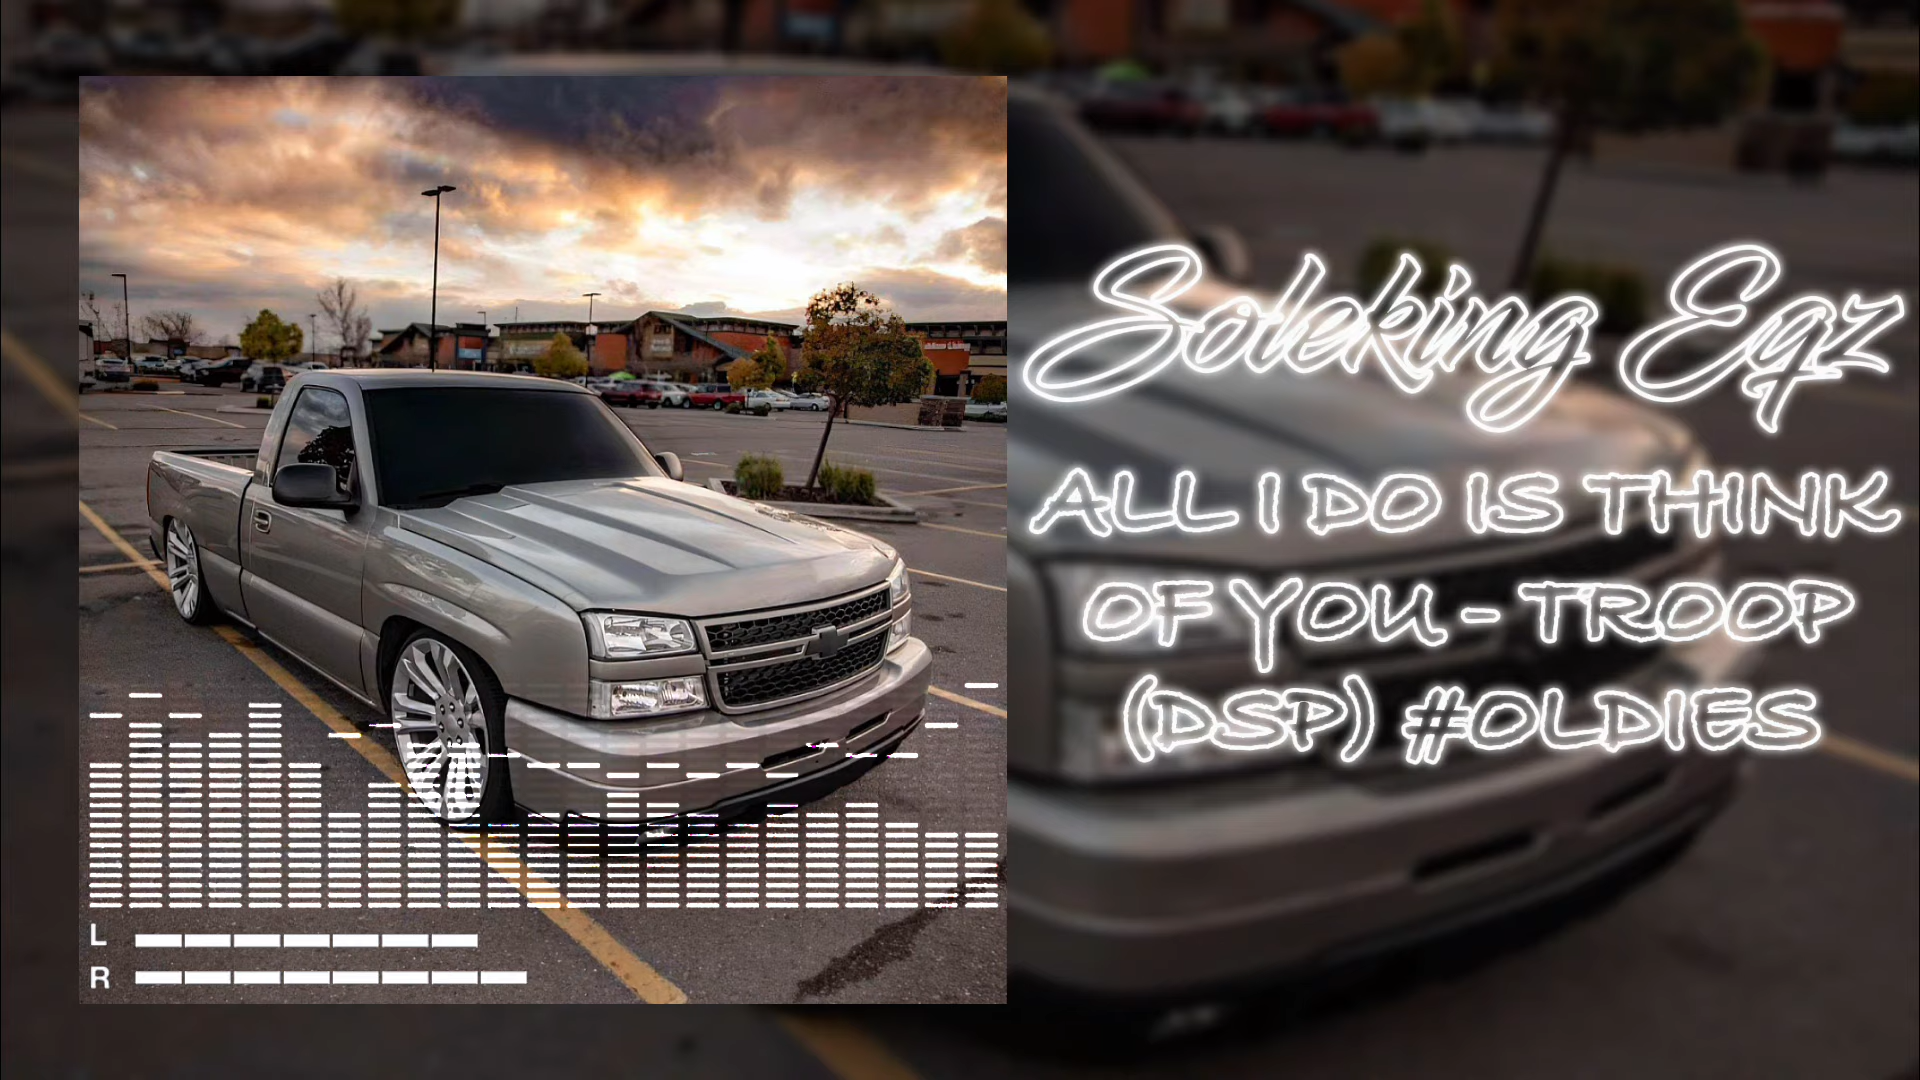 Soleking Eqz
ALL I DO IS THINK
OF YOU - TROOP
(DSP) #OLDIES
L
R